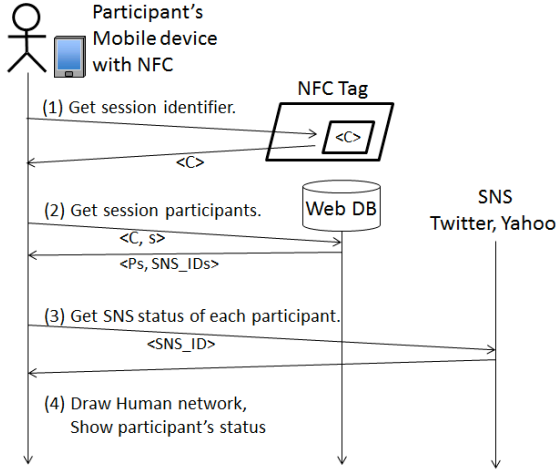 Participant's
Mobile device
with NFC
NFC Tag
(1) Get session identifier.
<C>
<C>
SNS
Twitter, Yahoo
Web DB
(2) Get session participants.
<C, s>
<Ps, SNS_IDs>
(3) Get SNS status of each participant.
<SNS_ID>
(4) Draw Human network,
Show participant's status